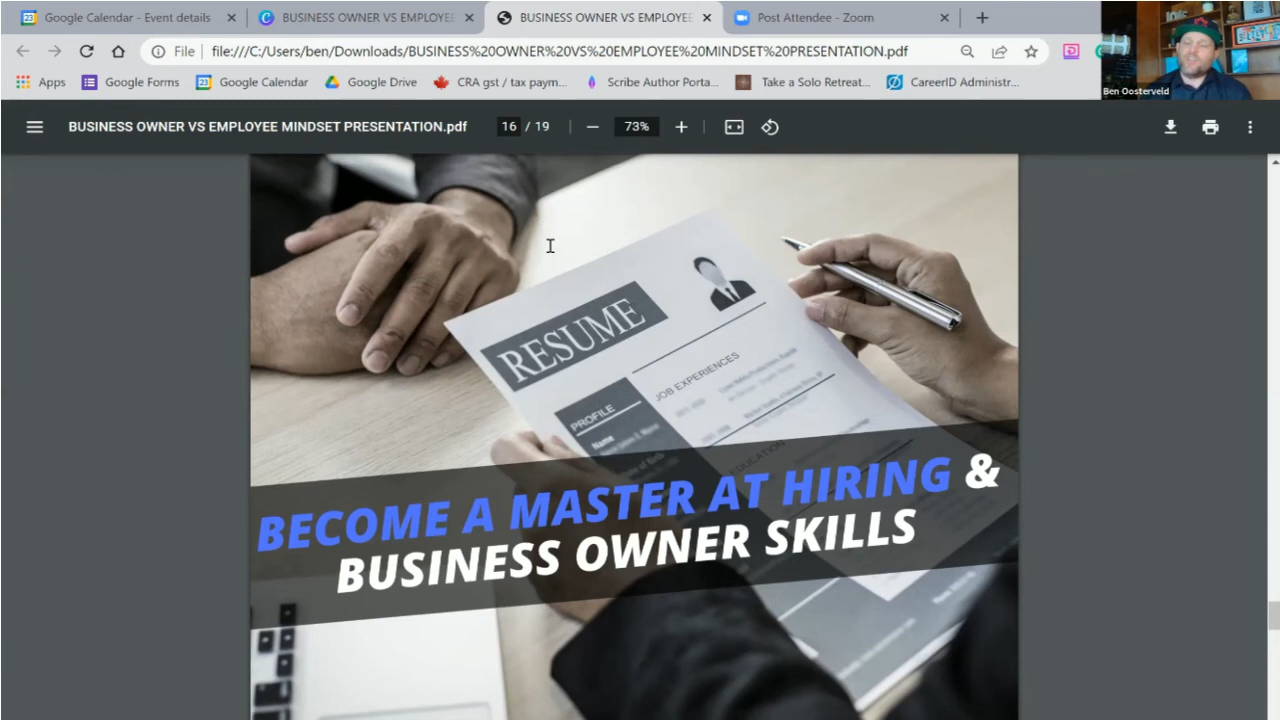 Google Calendar - Event details
BUSINESS OWNER VS EMPLOYEE
BUSINESS OWNER VS EMPLOYEE
Post Attendee - Zoom
File
file:///C:/Users/ben/Downloads/BUSINESS%20OWNER%20VS%20EMPLOYEE%20MINDSET%20PRESENTATION.pdf
Apps
Google Forms
23
Google Calendar
Google Drive
CRA gst / tax paym...
Scribe Author Porta...
Take a Solo Retreat...
CareerID Administr...
Ben Oosterveld
BUSINESS OWNER VS EMPLOYEE MINDSET PRESENTATION.pdf
16 / 19
73%
RESUME
JOB EXPERIENCES
PROFILE
Name
EDUCATION
BECOME A MASTER AT HIRING &
BUSINESS OWNER SKILLS